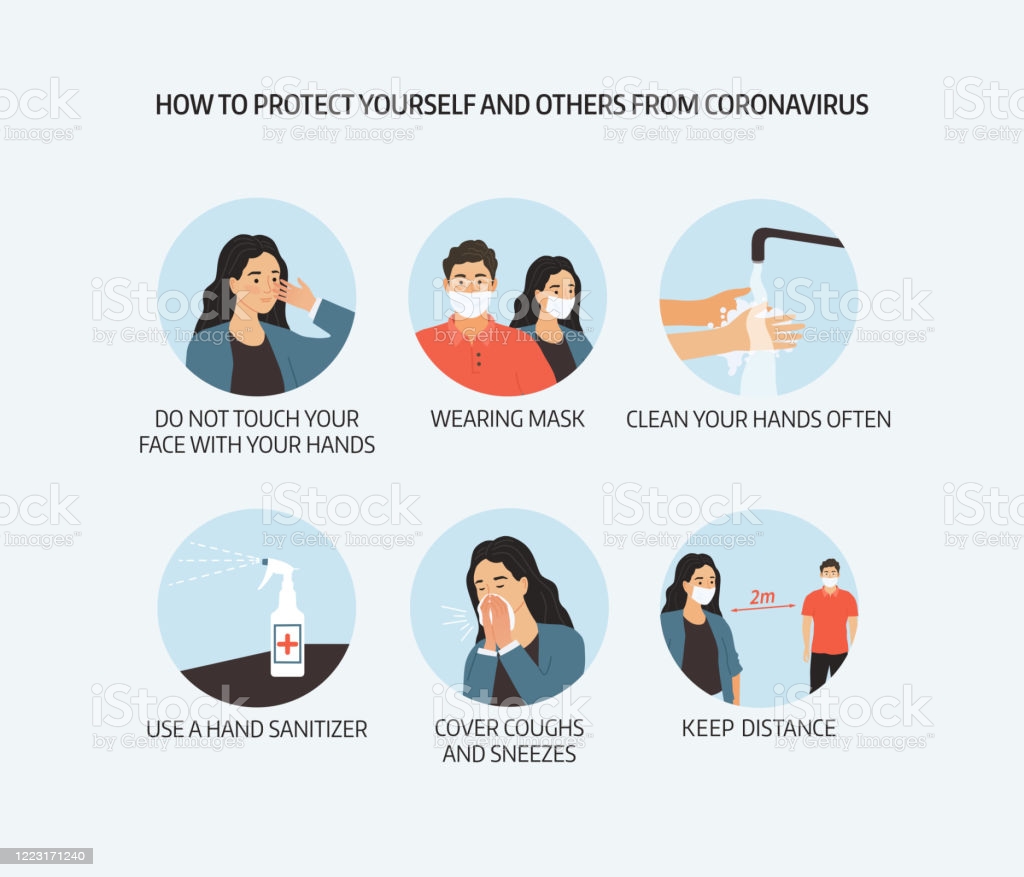 HOW TO PROTECT YOURSELF AND OTHERS FROM CORONAVIRUS
DO NOT TOUCH YOUR
FACE WITH YOUR HANDS
WEARING MASK
CLEAN YOUR HANDS OFTEN
USE A HAND SANITIZER
COVER COUGHS
AND SNEEZES
2m
KEEP DISTANCE
iStock
by Getty Images™
1223171240